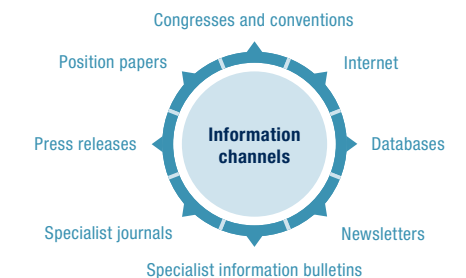 Congresses and conventions
Position papers
Internet
Information
channels
Press releases
Databases
Specialist journals
Newsletters
Specialist information bulletins